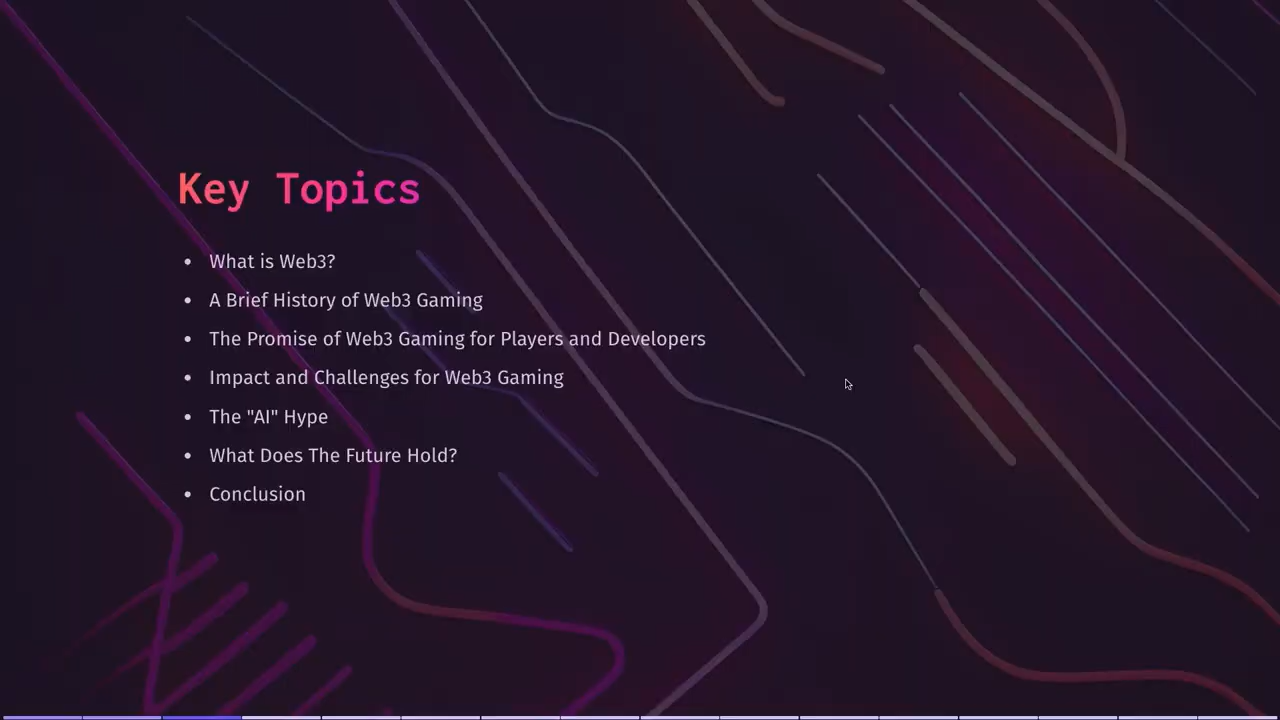 Key Topics
• What is Web3?
• A Brief History of Web3 Gaming
• The Promise of Web3 Gaming for Players and Developers
• Impact and Challenges for Web3 Gaming
• The "AI" Hype
• What Does The Future Hold?
• Conclusion